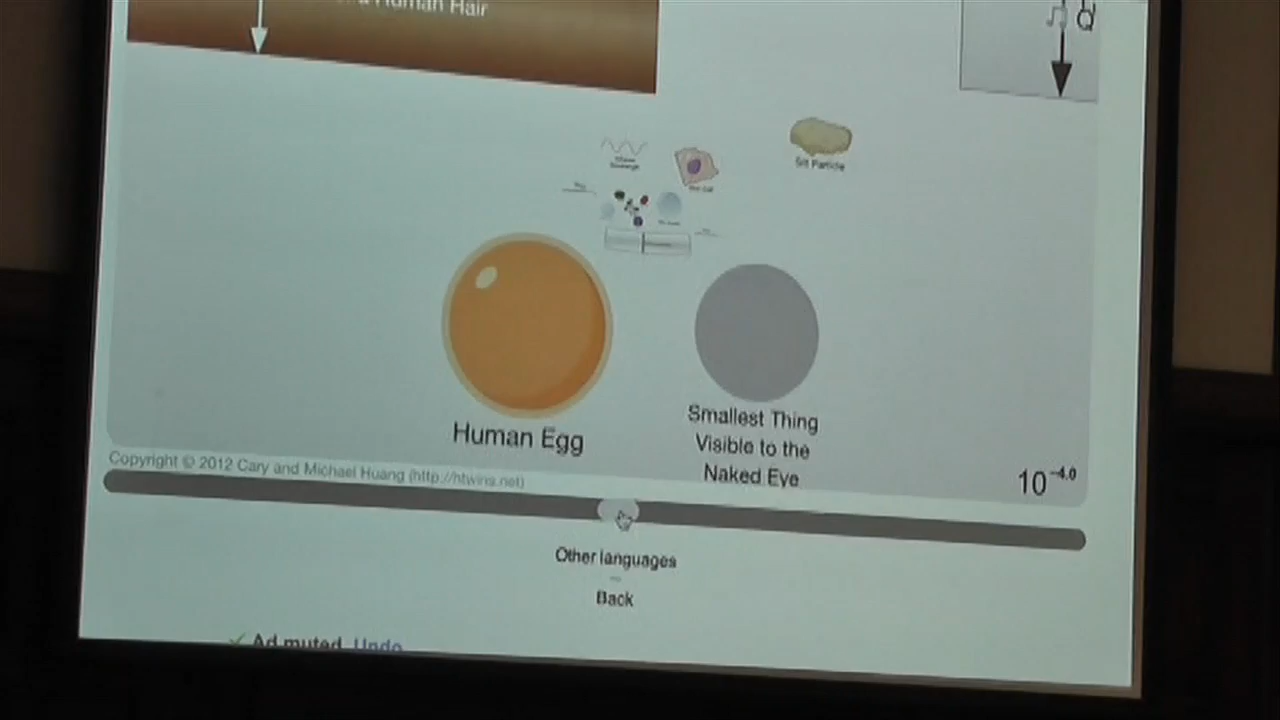 a Human Hair
Silt Particle
Human Egg
Smallest Thing
Visible to the
Naked Eye
10⁻⁴·⁰
Copyright © 2012 Cary and Michael Huang (http://htwins.net)
Other languages
Back
Ad muted. Undo